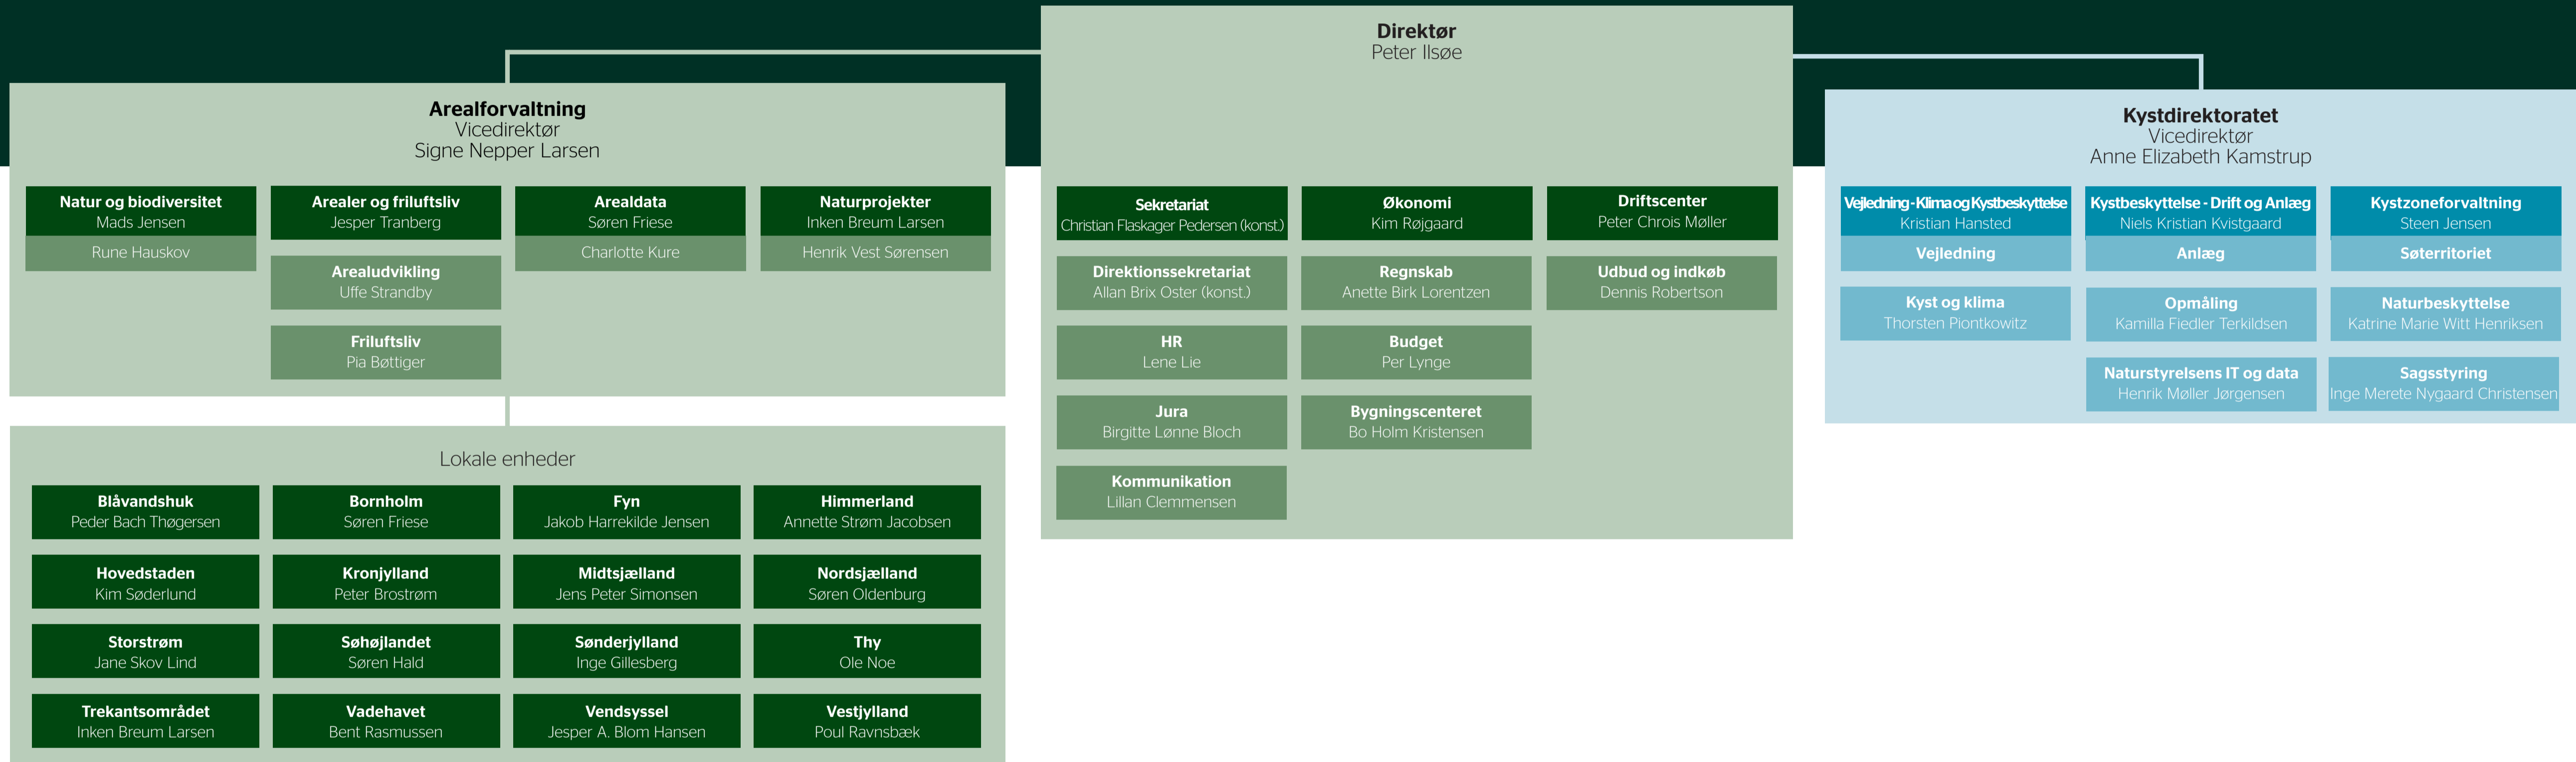 Direktør
Peter Ilsøe
Arealforvaltning
Vicedirektør
Signe Nepper Larsen
Natur og biodiversitet
Mads Jensen
Rune Hauskov
Arealer og friluftsliv
Jesper Tranberg
Arealudvikling
Uffe Strandby
Friluftsliv
Pia Bøttiger
Arealdata
Søren Friese
Charlotte Kure
Naturprojekter
Inken Breum Larsen
Henrik Vest Sørensen
Lokale enheder
Blåvandshuk
Peder Bach Thøgersen
Bornholm
Søren Friese
Fyn
Jakob Harrekilde Jensen
Himmerland
Annette Strøm Jacobsen
Hovedstaden
Kim Søderlund
Kronjylland
Peter Brostrøm
Midtsjælland
Jens Peter Simonsen
Nordsjælland
Søren Oldenburg
Storstrøm
Jane Skov Lind
Søhøjlandet
Søren Hald
Sønderjylland
Inge Gillesberg
Thy
Ole Noe
Trekantsområdet
Inken Breum Larsen
Vadehavet
Bent Rasmussen
Vendsyssel
Jesper A. Blom Hansen
Vestjylland
Poul Ravnsbæk
Sekretariat
Christian Flaskager Pedersen (konst.)
Direktionssekretariat
Allan Brix Oster (konst.)
HR
Lene Lie
Jura
Birgitte Lønne Bloch
Kommunikation
Lillan Clemmensen
Økonomi
Kim Røjgaard
Regnskab
Anette Birk Lorentzen
Budget
Per Lynge
Bygningscenteret
Bo Holm Kristensen
Driftscenter
Peter Chrois Møller
Udbud og indkøb
Dennis Robertson
Kystdirektoratet
Vicedirektør
Anne Elizabeth Kamstrup
Vejledning - Klima og Kystbeskyttelse
Kristian Hansted
Vejledning
Kyst og klima
Thorsten Piontkowitz
Kystbeskyttelse - Drift og Anlæg
Niels Kristian Kvistgaard
Anlæg
Opmåling
Kamilla Fiedler Terkildsen
Naturstyrelsens IT og data
Henrik Møller Jørgensen
Kystzoneforvaltning
Steen Jensen
Søterritoriet
Naturbeskyttelse
Katrine Marie Witt Henriksen
Sagsstyring
Inge Merete Nygaard Christensen